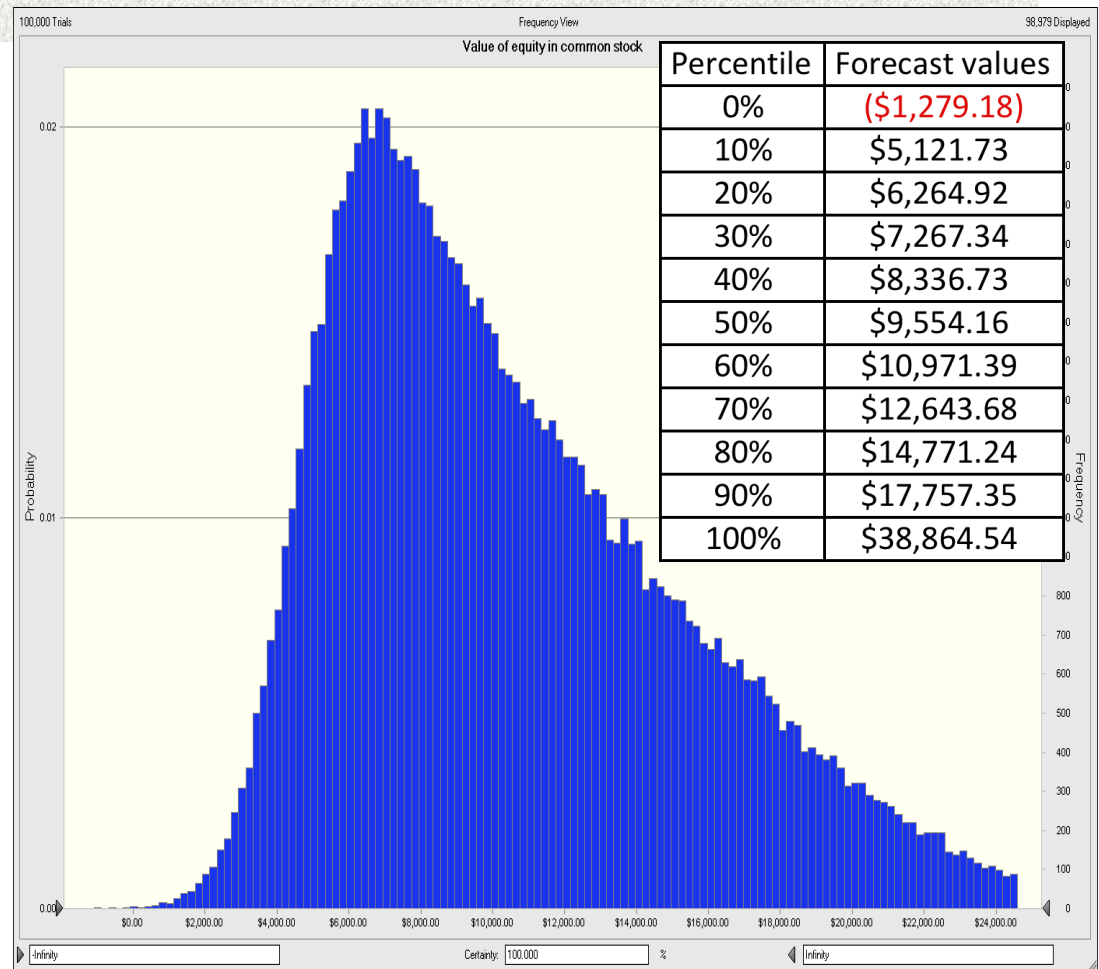 100,000 Trials
Frequency View
98,979 Displayed
Value of equity in common stock
Percentile Forecast values
0% ($1,279.18)
10% $5,121.73
20% $6,264.92
30% $7,267.34
40% $8,336.73
50% $9,554.16
60% $10,971.39
70% $12,643.68
80% $14,771.24
90% $17,757.35
100% $38,864.54
Probability
0.02
0.01
0.00
Frequency
800
700
600
500
400
300
200
100
0
$0.00 $2,000.00 $4,000.00 $6,000.00 $8,000.00 $10,000.00 $12,000.00 $14,000.00 $16,000.00 $18,000.00 $20,000.00 $22,000.00 $24,000.00
-Infinity
Certainty: 100.000 %
Infinity